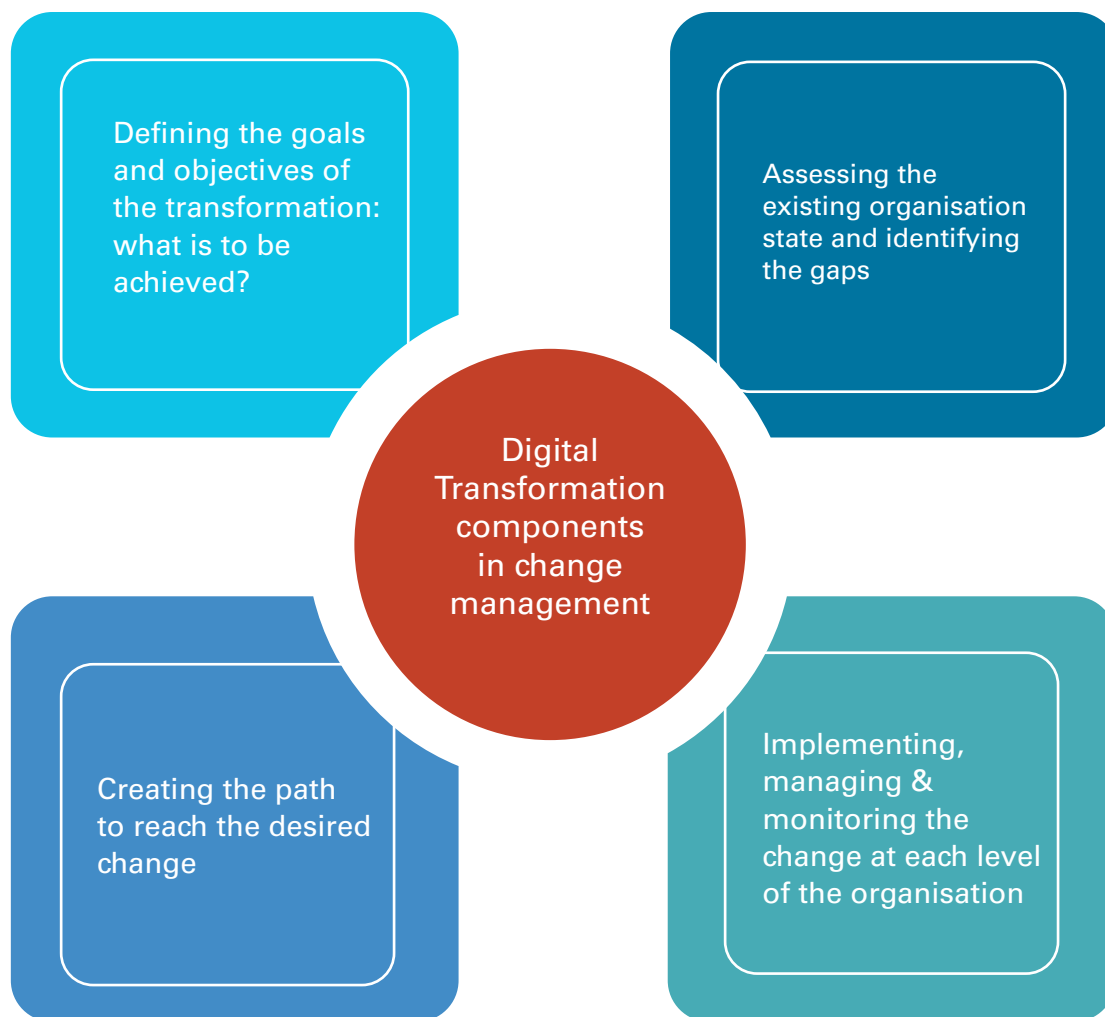 Defining the goals
and objectives of
the transformation:
what is to be
achieved?
Assessing the
existing organisation
state and identifying
the gaps
Digital
Transformation
components
in change
management
Creating the path
to reach the desired
change
Implementing,
managing &
monitoring the
change at each level
of the organisation